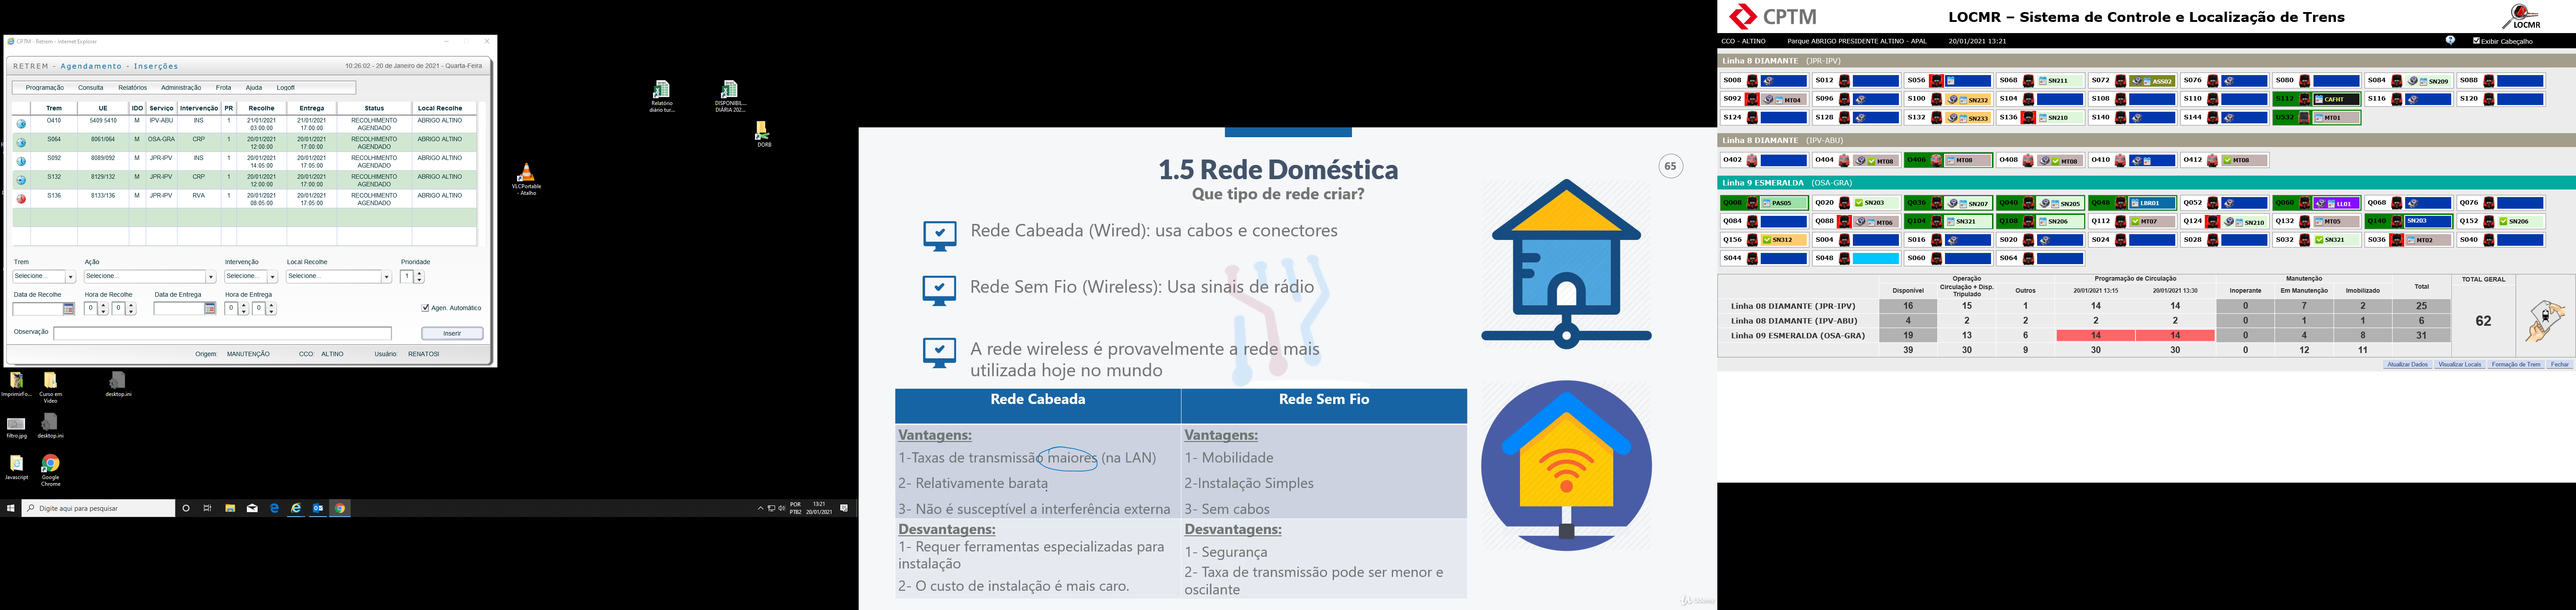 CPTM - Retrem - Internet Explorer
RETREM - Agendamento - Inserções
10:26:02 - 20 de Janeiro de 2021 - Quarta-Feira
Programação Consulta Relatórios Administração Frota Ajuda Logoff
Trem UE IDO Serviço Intervenção PR Recolhe Entrega Status Local Recolhe
O410 5409 5410 M IPV-ABU INS 1 21/01/2021 03:00:00 21/01/2021 17:00:00 RECOLHIMENTO AGENDADO ABRIGO ALTINO
S064 8061/064 M OSA-GRA CRP 1 20/01/2021 12:00:00 20/01/2021 17:00:00 RECOLHIMENTO AGENDADO ABRIGO ALTINO
S092 8089/092 M JPR-IPV INS 1 20/01/2021 14:05:00 20/01/2021 17:05:00 RECOLHIMENTO AGENDADO ABRIGO ALTINO
S132 8129/132 M JPR-IPV CRP 1 20/01/2021 12:00:00 20/01/2021 17:00:00 RECOLHIMENTO AGENDADO ABRIGO ALTINO
S136 8133/136 M JPR-IPV RVA 1 20/01/2021 08:05:00 20/01/2021 17:05:00 RECOLHIMENTO AGENDADO ABRIGO ALTINO
Trem Ação Intervenção Local Recolhe Prioridade
Selecione... Selecione... Selecione... Selecione... 1
Data de Recolhe Hora de Recolhe Data de Entrega Hora de Entrega
0 0 0 0 Agen. Automático
Observação Inserir
Origem: MANUTENÇÃO CCO: ALTINO Usuário: RENATOSI
ImprimirFo...
Curso em Video
desktop.ini
filtro.jpg
desktop.ini
Javascript
Google Chrome
Relatório diário tur...
DISPONIBIL... DIÁRIA 202...
DORB
VLCPortable - Atalho
Digite aqui para pesquisar
POR PTB2
13:21
20/01/2021
1.5 Rede Doméstica
65
Que tipo de rede criar?
Rede Cabeada (Wired): usa cabos e conectores
Rede Sem Fio (Wireless): Usa sinais de rádio
A rede wireless é provavelmente a rede mais
utilizada hoje no mundo
Rede Cabeada
Vantagens:
1-Taxas de transmissão maiores (na LAN)
2- Relativamente barata
3- Não é susceptível a interferência externa
Desvantagens:
1- Requer ferramentas especializadas para
instalação
2- O custo de instalação é mais caro.
Rede Sem Fio
Vantagens:
1- Mobilidade
2-Instalação Simples
3- Sem cabos
Desvantagens:
1- Segurança
2- Taxa de transmissão pode ser menor e
oscilante
CPTM
LOCMR – Sistema de Controle e Localização de Trens
LOCMR
CCO - ALTINO Parque ABRIGO PRESIDENTE ALTINO - APAL 20/01/2021 13:21 Exibir Cabeçalho
Linha 8 DIAMANTE (JPR-IPV)
S008 S012 S056 S068 SN211 S072 ASS02 S076 S080 S084 SN209 S088
S092 MT04 S096 S100 SN232 S104 S108 S110 S112 CAFHT S116 S120
S124 S128 S132 SN233 S136 SN210 S140 S144 U532 MT01
Linha 8 DIAMANTE (IPV-ABU)
O402 O404 MT08 O406 MT08 O408 MT08 O410 O412 MT08
Linha 9 ESMERALDA (OSA-GRA)
Q008 PAS05 Q020 SN203 Q036 SN207 Q040 SN205 Q048 LBR01 Q052 Q060 LL01 Q068 Q076
Q084 Q088 MT06 Q104 SN321 Q108 SN206 Q112 MT07 Q124 SN210 Q132 MT05 Q140 SN203 Q152 SN206
Q156 SN312 S004 S016 S020 S024 S028 S032 SN321 S036 MT02 S040
S044 S048 S060 S064
Operação Programação de Circulação Manutenção TOTAL GERAL
Disponível Circulação + Disp. Tripulado Outros 20/01/2021 13:15 20/01/2021 13:30 Inoperante Em Manutenção Imobilizado Total
Linha 08 DIAMANTE (JPR-IPV) 16 15 1 14 14 0 7 2 25
Linha 08 DIAMANTE (IPV-ABU) 4 2 2 2 2 0 1 1 6
Linha 09 ESMERALDA (OSA-GRA) 19 13 6 14 14 0 4 8 31
39 30 9 30 30 0 12 11
62
Atualizar Dados Visualizar Locais Formação de Trem Fechar